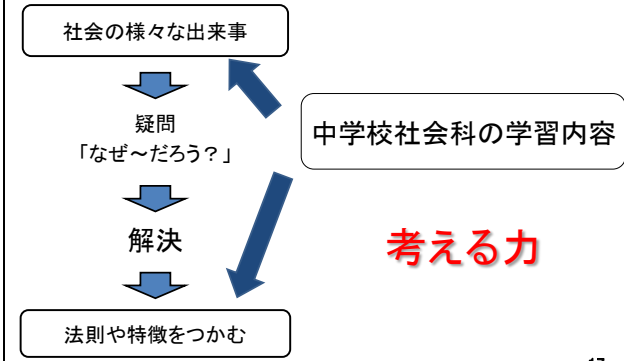 社会の様々な出来事
疑問
「なぜ~だろう?」
解決
法則や特徴をつかむ
中学校社会科の学習内容
考える力